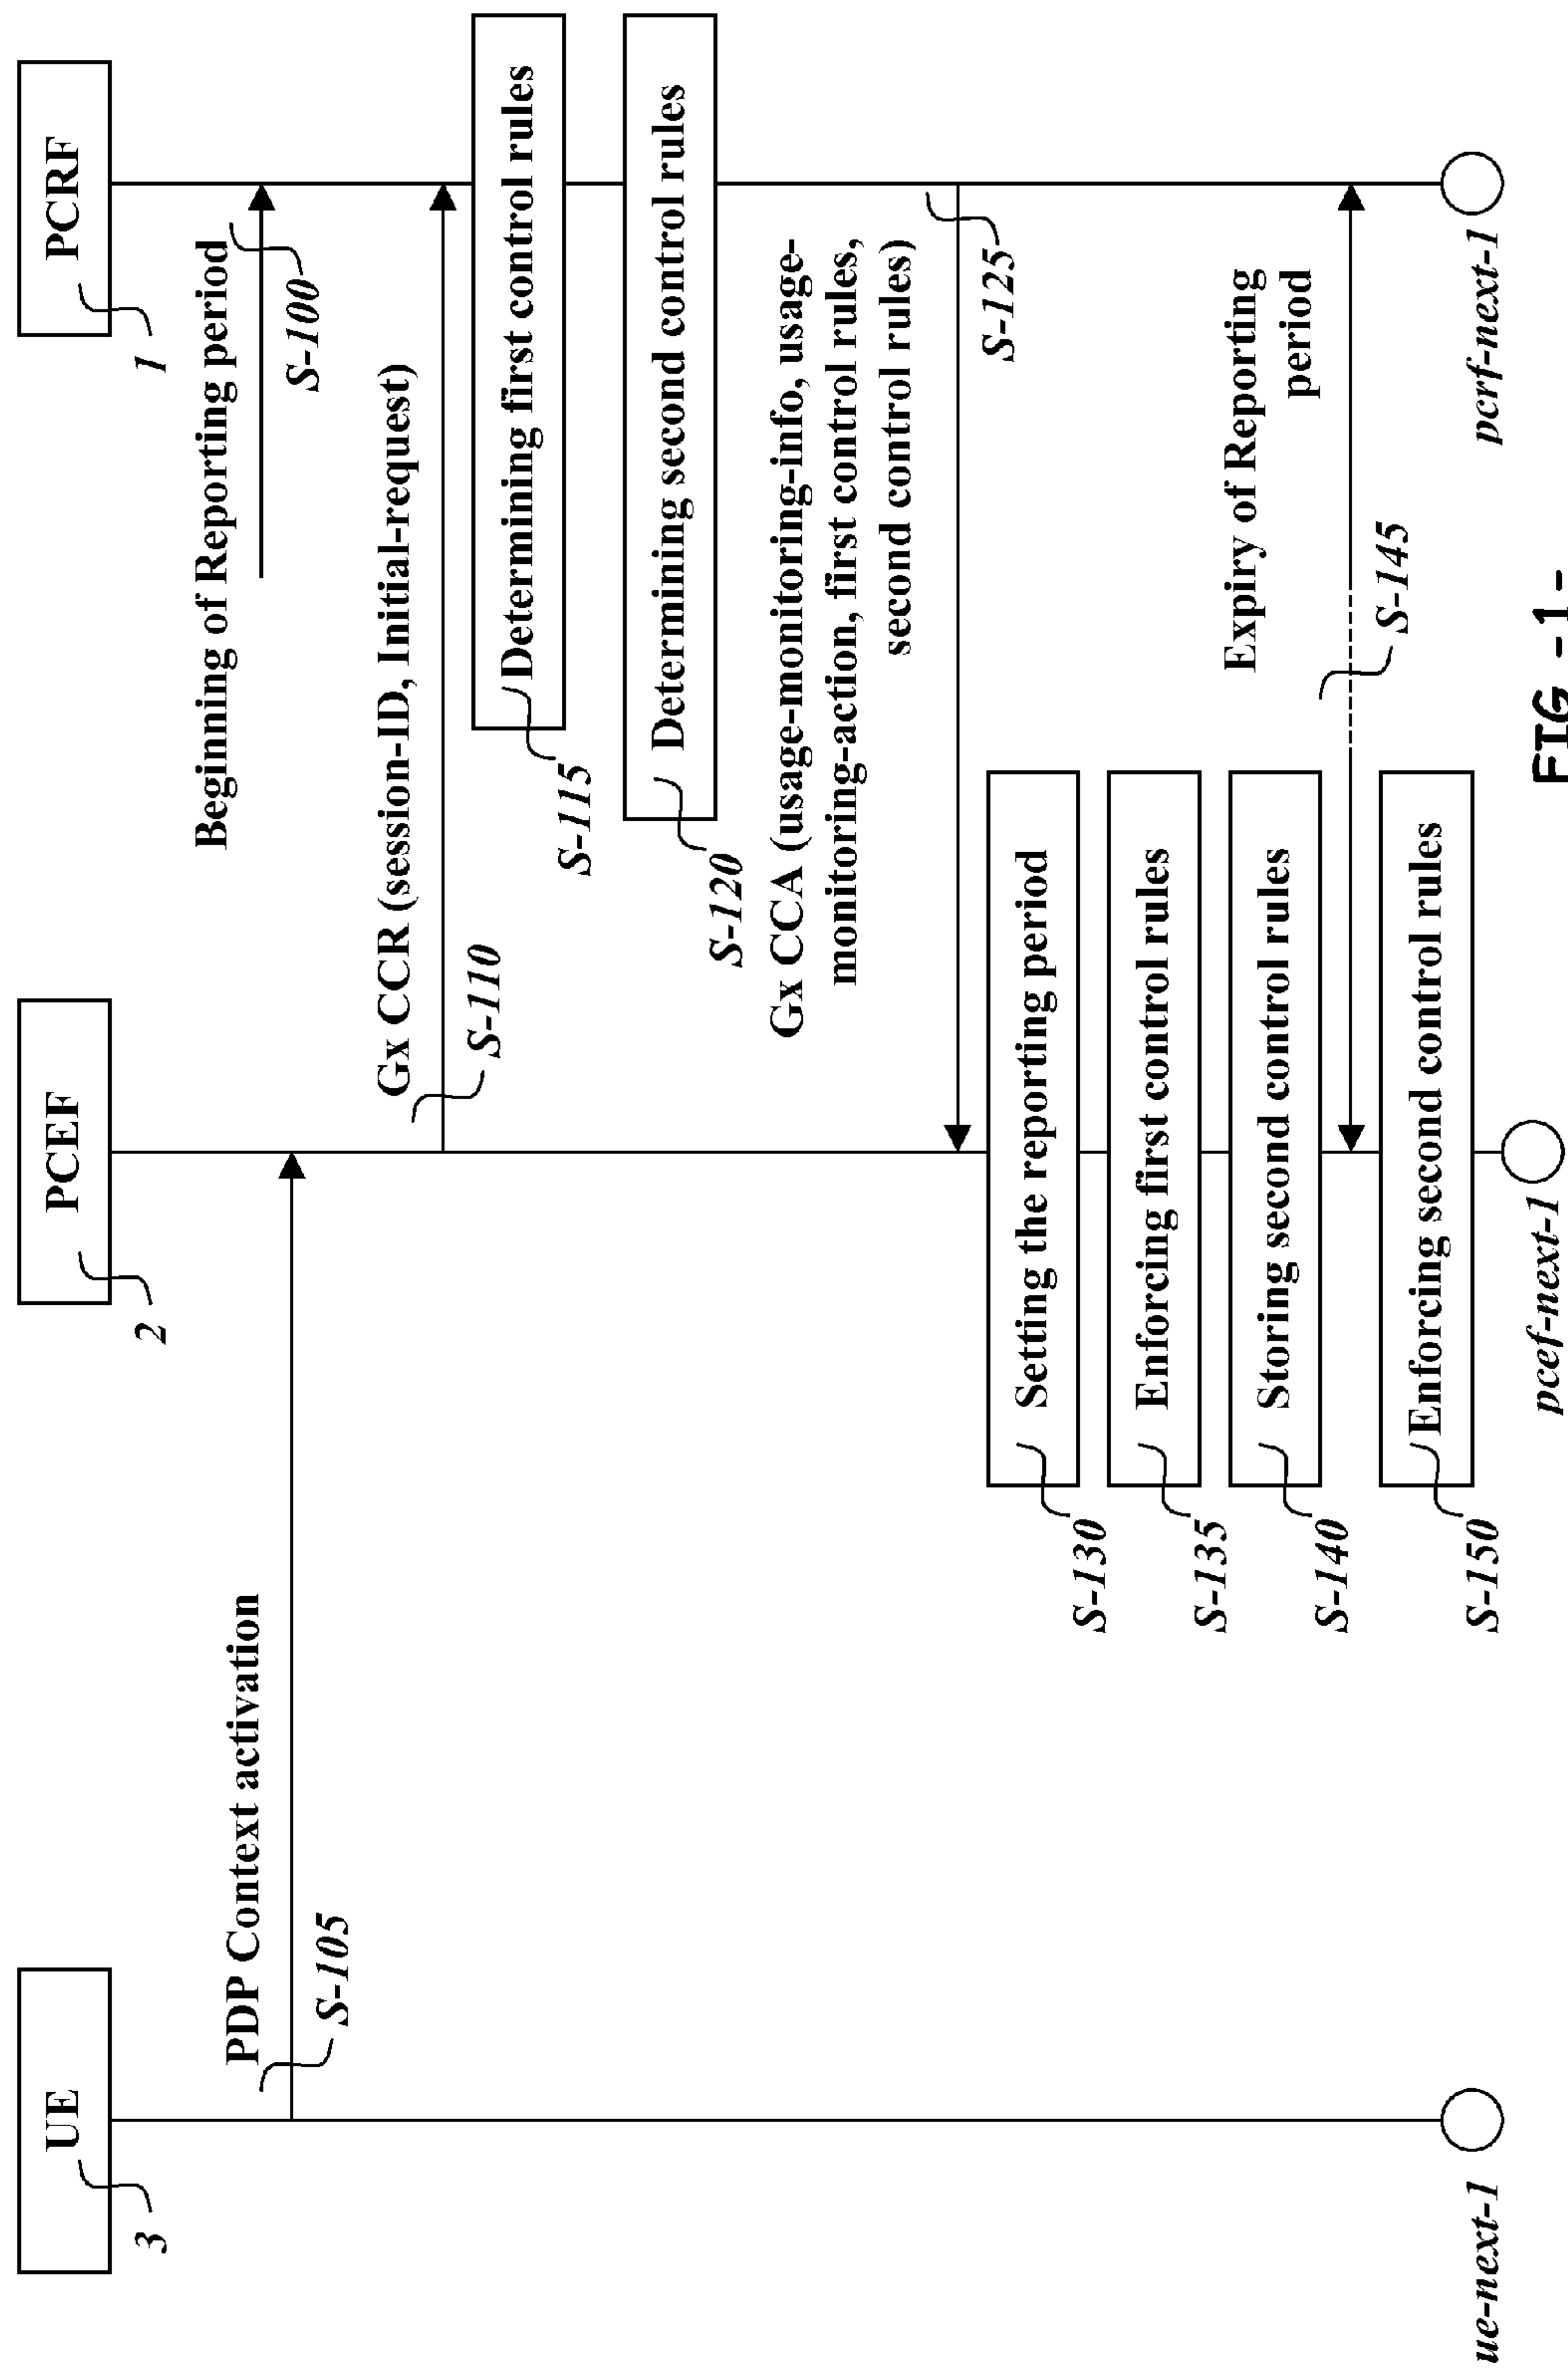 UE
3
PCEF
2
PCRF
1
Beginning of Reporting period
S-100
PDP Context activation
S-105
Gx CCR (session-ID, Initial-request)
S-110
Determining first control rules
S-115
Determining second control rules
S-120
Gx CCA (usage-monitoring-info, usage-
monitoring-action, first control rules,
second control rules)
S-125
Setting the reporting period
S-130
Enforcing first control rules
S-135
Storing second control rules
S-140
Expiry of Reporting
period
S-145
Enforcing second control rules
S-150
ue-next-1
pcef-next-1
pcrf-next-1
FIG -1-